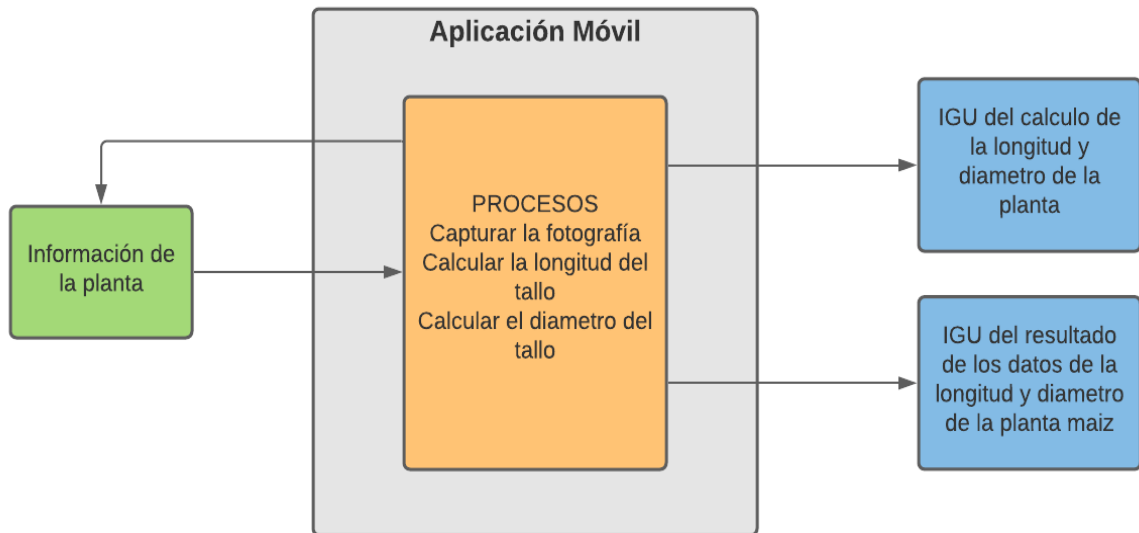 Aplicación Móvil
Información de
la planta
PROCESOS
Capturar la fotografía
Calcular la longitud del
tallo
Calcular el diametro del
tallo
IGU del calculo de
la longitud y
diametro de la
planta
IGU del resultado
de los datos de la
longitud y diametro
de la planta maiz